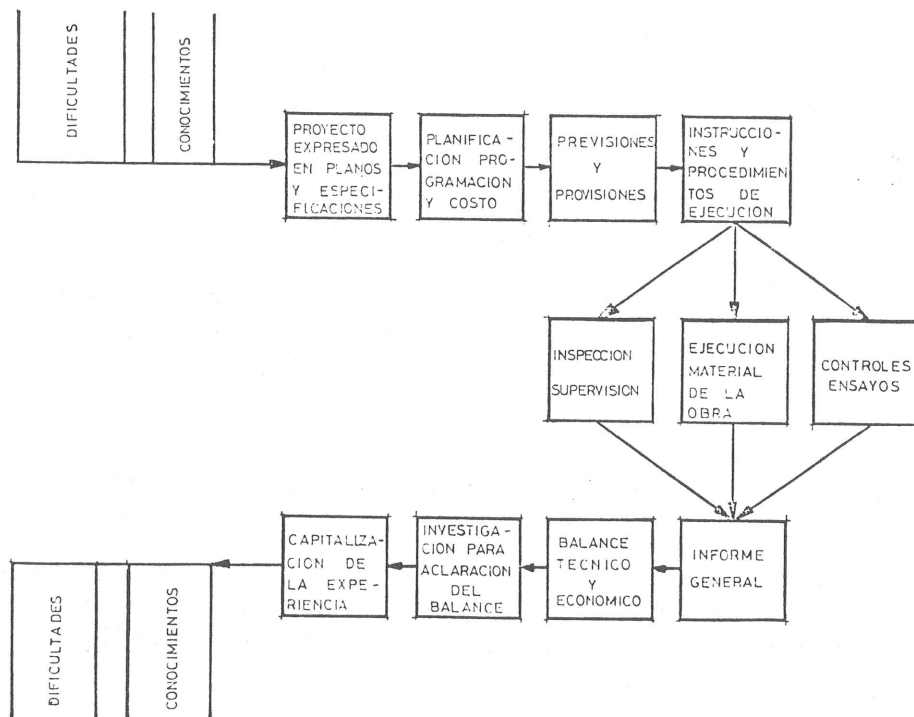 DIFICULTADES
CONOCIMIENTOS
PROYECTO
EXPRESADO
EN PLANOS
Y ESPECI-
FICACIONES
PLANIFICA-
CION PRO-
GRAMACION
Y COSTO
PREVISIONES
Y
PROVISIONES
INSTRUCCIO-
NES Y
PROCEDIMIEN
TOS DE
EJECUCION
INSPECCION
SUPERVISION
EJECUCION
MATERIAL
DE LA
OBRA
CONTROLES
ENSAYOS
CAPITALIZA-
CION DE
LA EXPE-
RIENCIA
INVESTIGA-
CION PARA
ACLARACION
DEL
BALANCE
BALANCE
TECNICO
Y
ECONOMICO
INFORME
GENERAL
DIFICULTADES
CONOCIMIENTOS